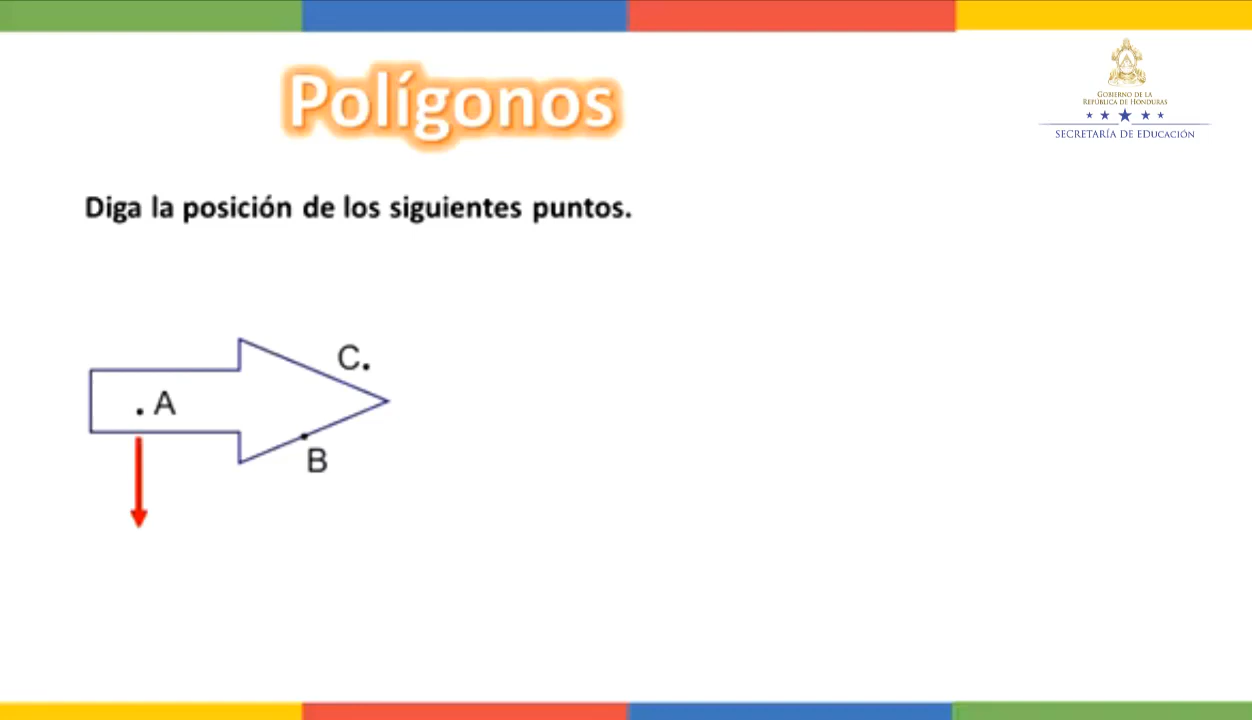 Polígonos
GOBIERNO DE LA
REPÚBLICA DE HONDURAS
SECRETARÍA DE EDUCACIÓN
Diga la posición de los siguientes puntos.
C.
. A
B